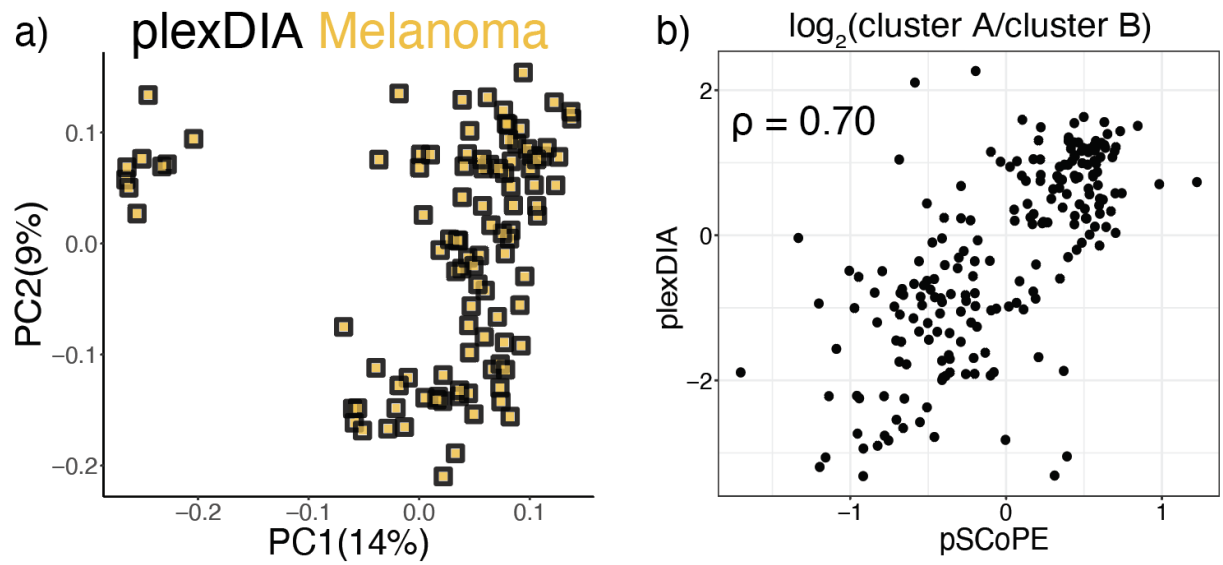 a)
plexDIA Melanoma
PC2(9%)
0.1
0.0
−0.1
−0.2
−0.2
−0.1
0.0
0.1
PC1(14%)
b)
log₂(cluster A/cluster B)
ρ = 0.70
plexDIA
2
0
−2
−1
0
1
pSCoPE